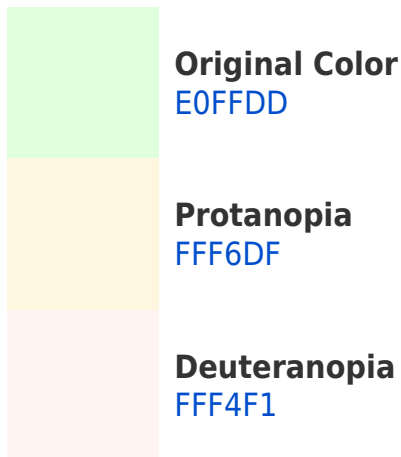 Original Color
E0FFDD
Protanopia
FFF6DF
Deuteranopia
FFF4F1